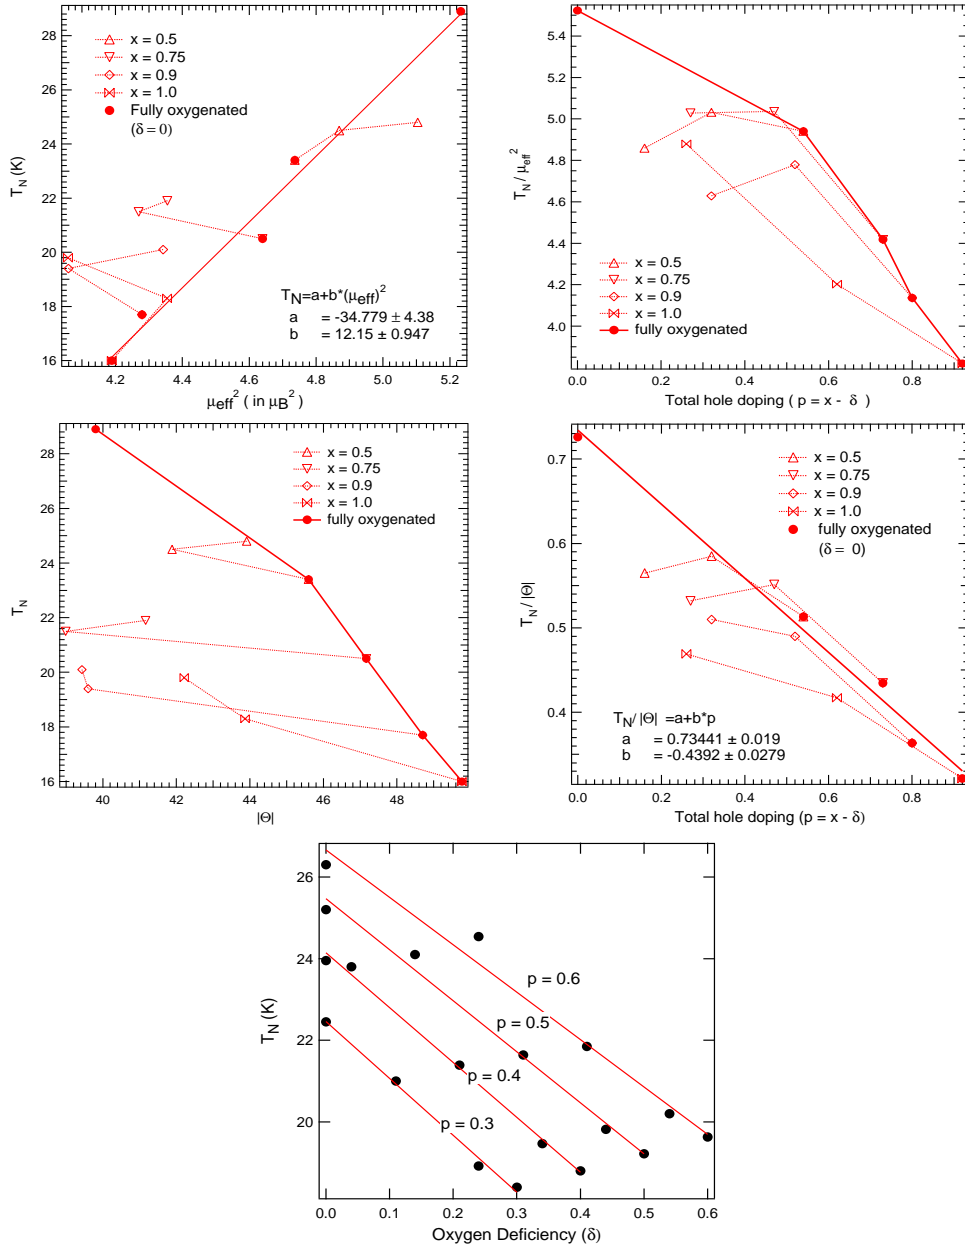 28
26
24
22
20
18
16
T_N (K)
x = 0.5
x = 0.75
x = 0.9
x = 1.0
Fully oxygenated
(δ = 0)
T_N=a+b*(μ_eff)^2
a = -34.779 ± 4.38
b = 12.15 ± 0.947
4.2 4.4 4.6 4.8 5.0 5.2
μ_eff^2 ( in μ_B^2 )
5.4
5.2
5.0
4.8
4.6
4.4
4.2
4.0
T_N / μ_eff^2
x = 0.5
x = 0.75
x = 0.9
x = 1.0
fully oxygenated
0.0 0.2 0.4 0.6 0.8
Total hole doping ( p = x - δ )
28
26
24
22
20
18
16
T_N
x = 0.5
x = 0.75
x = 0.9
x = 1.0
fully oxygenated
40 42 44 46 48
|Θ|
0.7
0.6
0.5
0.4
T_N / |Θ|
x = 0.5
x = 0.75
x = 0.9
x = 1.0
fully oxygenated
(δ = 0)
T_N/ |Θ| =a+b*p
a = 0.73441 ± 0.019
b = -0.4392 ± 0.0279
0.0 0.2 0.4 0.6 0.8
Total hole doping (p = x - δ)
26
24
22
20
T_N (K)
p = 0.6
p = 0.5
p = 0.4
p = 0.3
0.0 0.1 0.2 0.3 0.4 0.5 0.6
Oxygen Deficiency (δ)